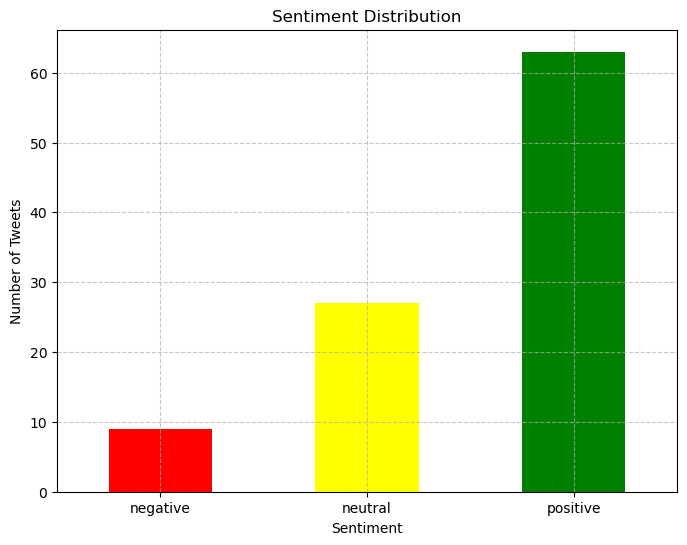 Sentiment Distribution
Number of Tweets
60
50
40
30
20
10
0
negative neutral positive
Sentiment